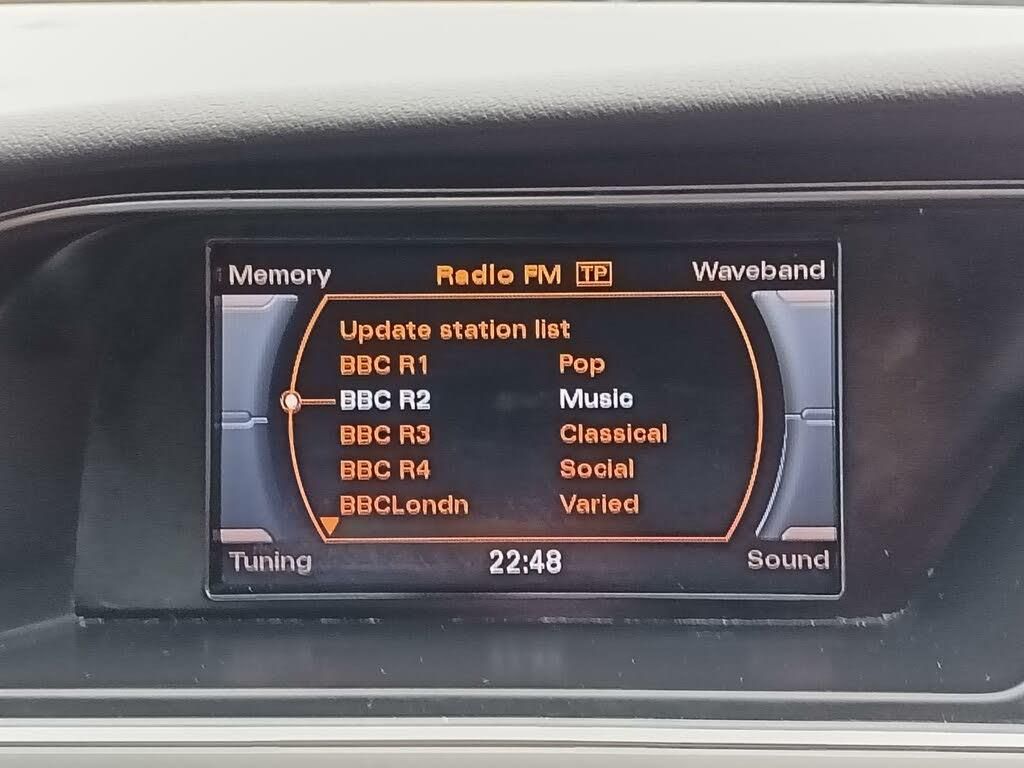 Memory Radio FM TP Waveband
Update station list
BBC R1 Pop
BBC R2 Music
BBC R3 Classical
BBC R4 Social
BBCLondn Varied
Tuning 22:48 Sound